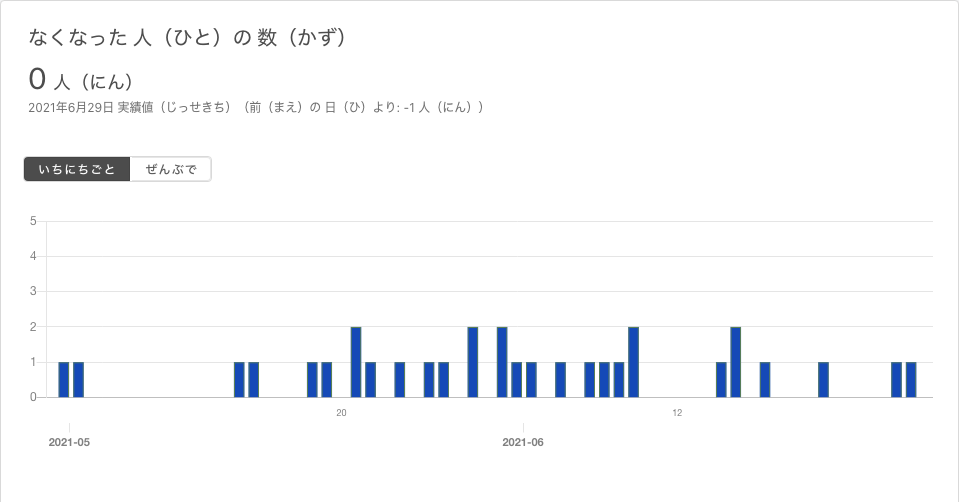 なくなった 人（ひと）の 数（かず）
0 人（にん）
2021年6月29日 実績値（じっせきち）（前（まえ）の 日（ひ）より: -1 人（にん））
いちにちごと ぜんぶで
5
4
3
2
1
0
20 12
2021-05 2021-06